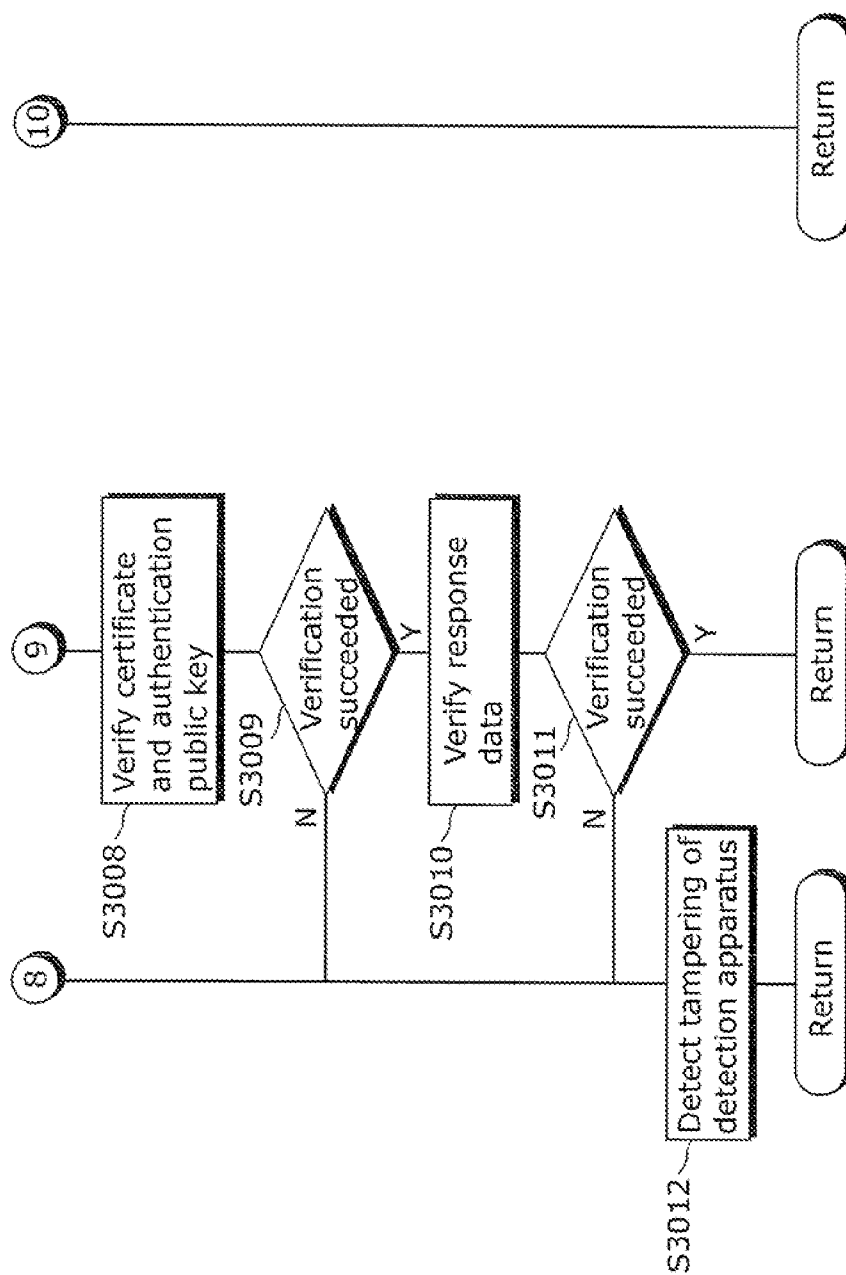 8
9
10
S3008
Verify certificate
and authentication
public key
S3009
Verification
succeeded
N
Y
S3010
Verify response
data
S3011
Verification
succeeded
N
Y
S3012
Detect tampering of
detection apparatus
Return
Return
Return